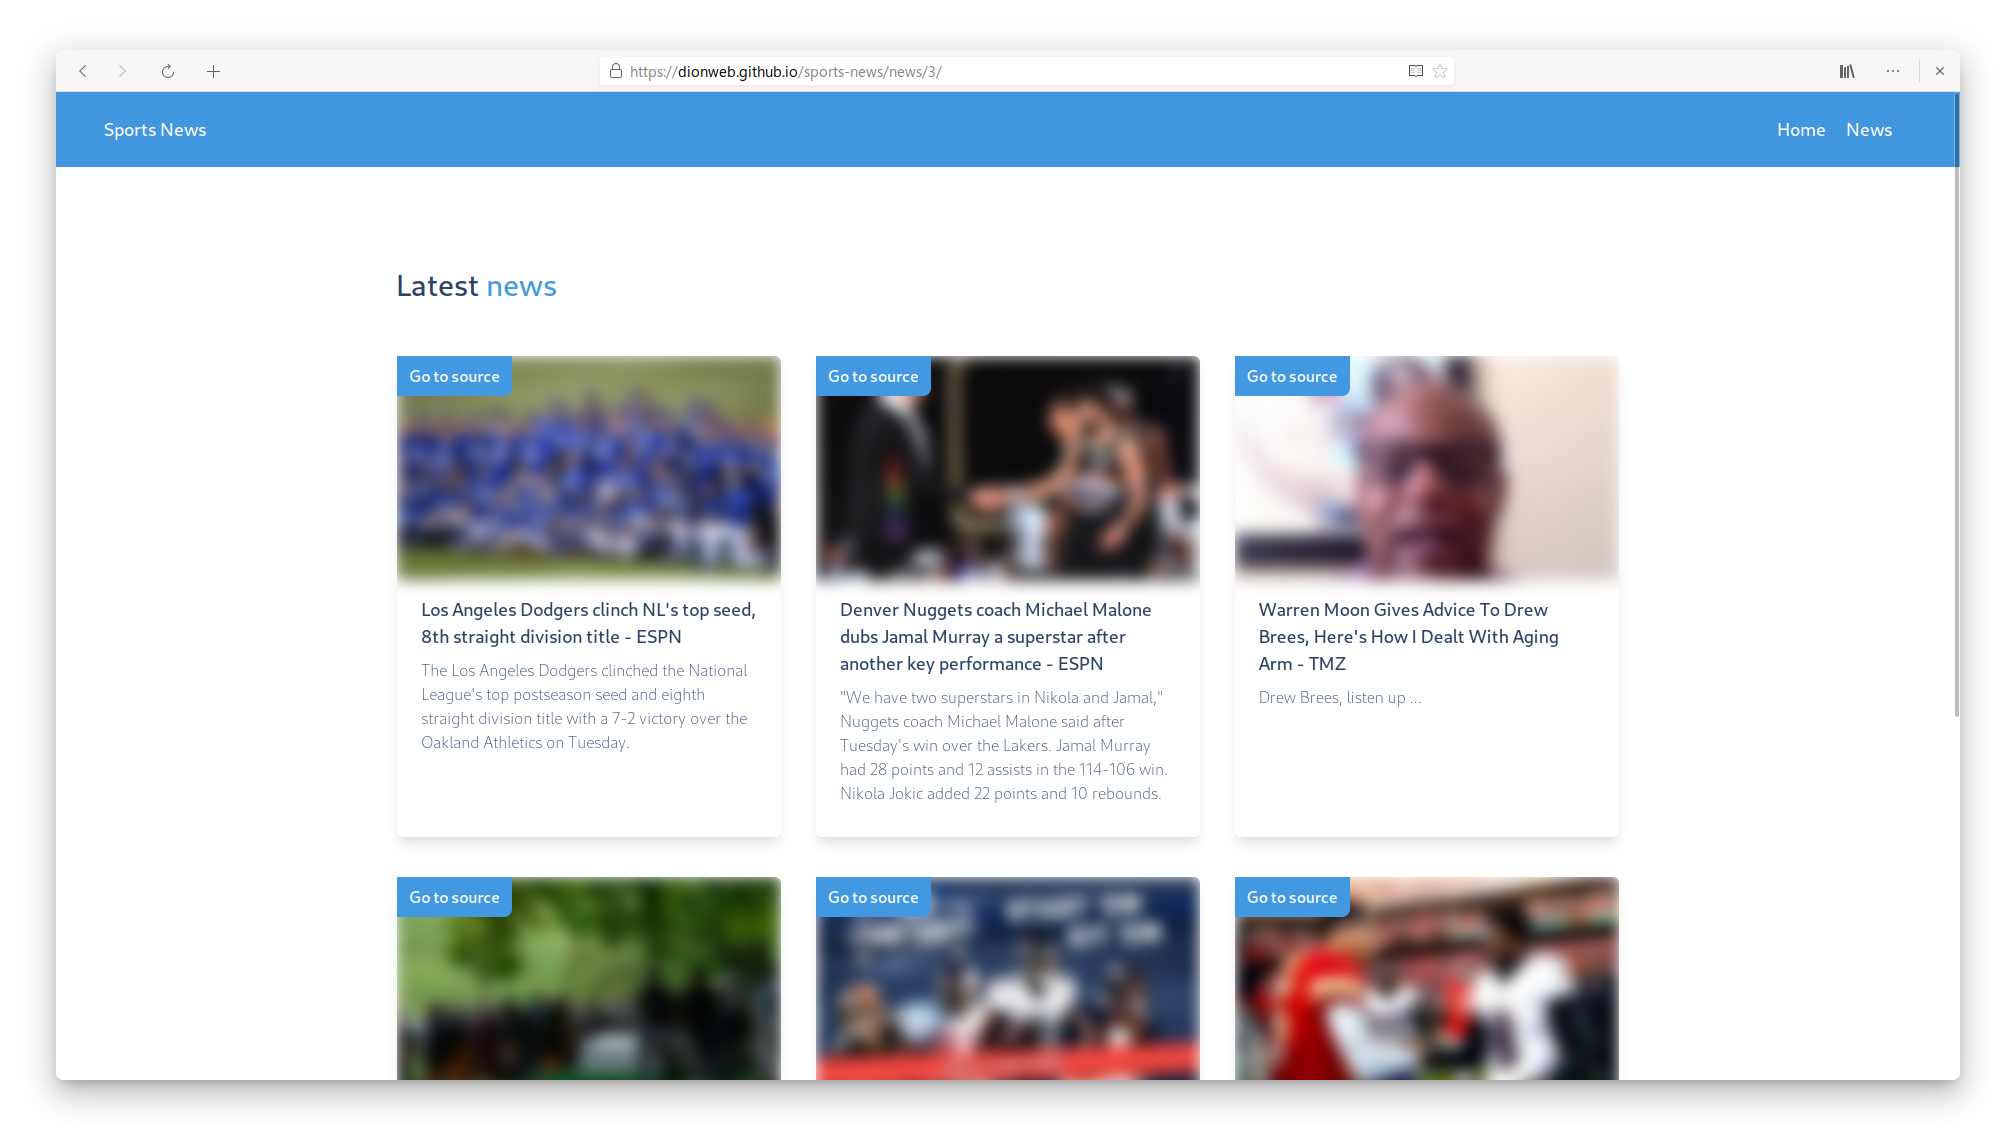 https://dionweb.github.io/sports-news/news/3/
Sports News
Home
News
Latest news
Go to source
Go to source
Go to source
Los Angeles Dodgers clinch NL's top seed,
8th straight division title - ESPN
The Los Angeles Dodgers clinched the National
League's top postseason seed and eighth
straight division title with a 7-2 victory over the
Oakland Athletics on Tuesday.
Denver Nuggets coach Michael Malone
dubs Jamal Murray a superstar after
another key performance - ESPN
"We have two superstars in Nikola and Jamal,"
Nuggets coach Michael Malone said after
Tuesday's win over the Lakers. Jamal Murray
had 28 points and 12 assists in the 114-106 win.
Nikola Jokic added 22 points and 10 rebounds.
Warren Moon Gives Advice To Drew
Brees, Here's How I Dealt With Aging
Arm - TMZ
Drew Brees, listen up ...
Go to source
Go to source
Go to source